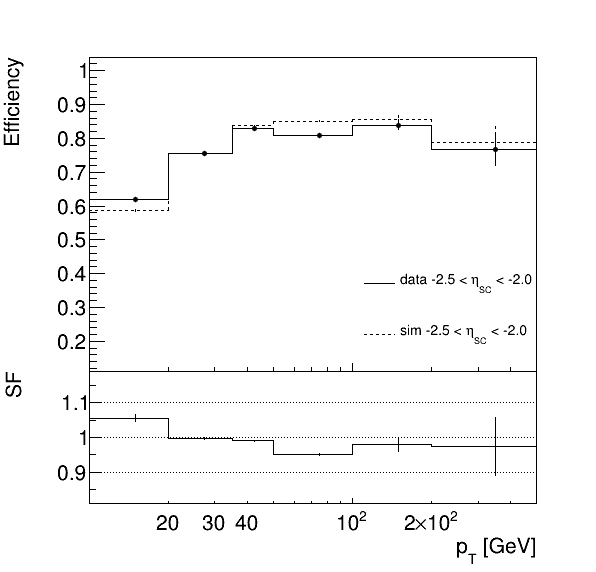 Efficiency
1
0.9
0.8
0.7
0.6
0.5
0.4
0.3
0.2
data -2.5 < η_SC < -2.0
sim -2.5 < η_SC < -2.0
SF
1.1
1
0.9
20 30 40 10² 2×10²
p_T [GeV]